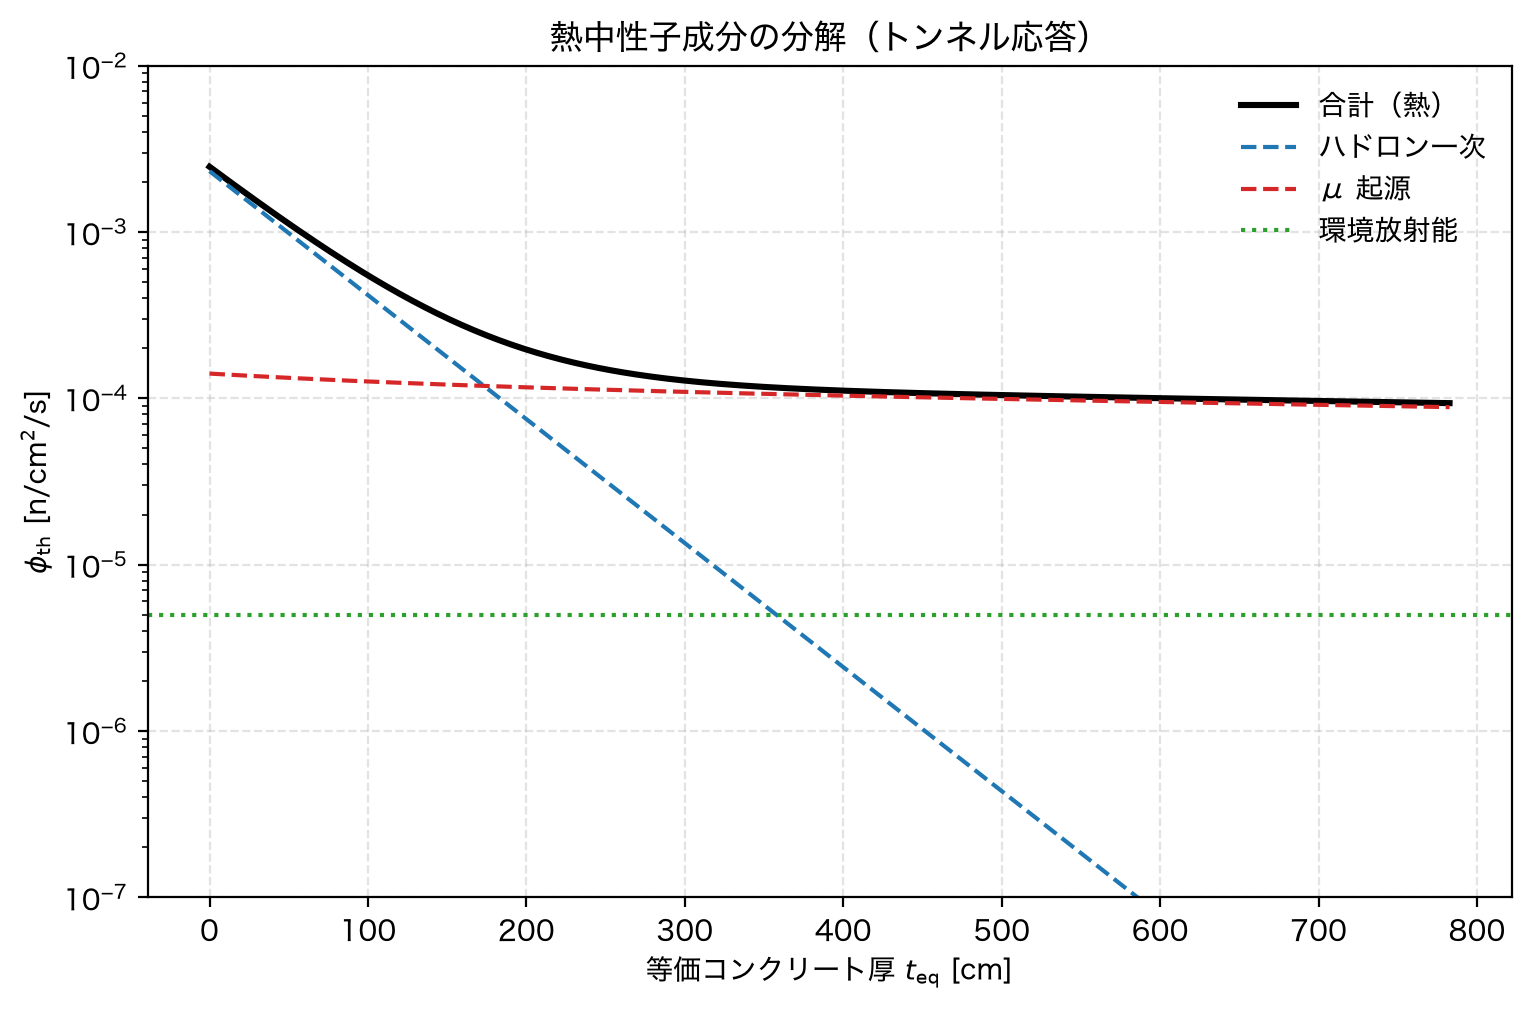 熱中性子成分の分解（トンネル応答）
合計（熱）
ハドロン一次
μ 起源
環境放射能
ϕth [n/cm²/s]
10⁻²
10⁻³
10⁻⁴
10⁻⁵
10⁻⁶
10⁻⁷
0 100 200 300 400 500 600 700 800
等価コンクリート厚 teq [cm]